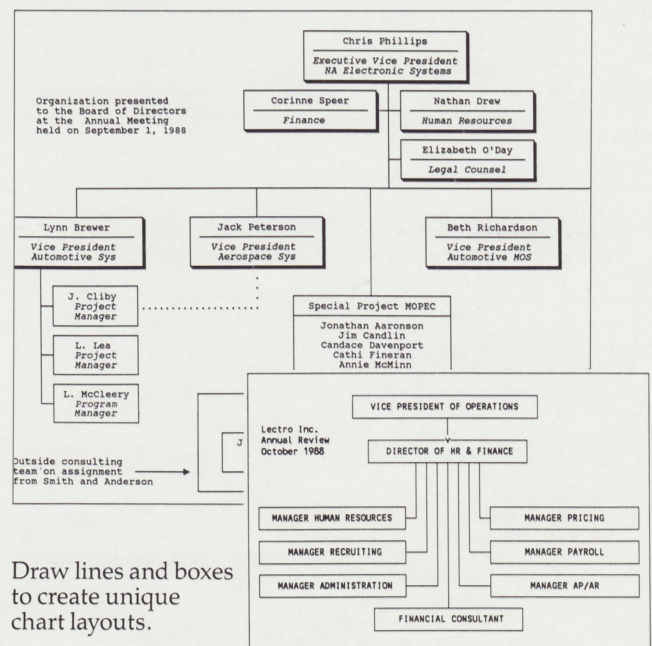 Chris Phillips
Executive Vice President
NA Electronic Systems
Organization presented
to the Board of Directors
at the Annual Meeting
held on September 1, 1988
Corinne Speer
Finance
Nathan Drew
Human Resources
Elizabeth O'Day
Legal Counsel
Lynn Brewer
Vice President
Automotive Sys
Jack Peterson
Vice President
Aerospace Sys
Beth Richardson
Vice President
Automotive MOS
J. Cliby
Project
Manager
L. Lea
Project
Manager
L. McCleery
Program
Manager
Special Project MOPEC
Jonathan Aaronson
Jim Candlin
Candace Davenport
Cathi Fineran
Annie McMinn
J
Outside consulting
team on assignment
from Smith and Anderson
VICE PRESIDENT OF OPERATIONS
Lectro Inc.
Annual Review
October 1988
DIRECTOR OF HR & FINANCE
MANAGER HUMAN RESOURCES
MANAGER PRICING
MANAGER RECRUITING
MANAGER PAYROLL
MANAGER ADMINISTRATION
MANAGER AP/AR
FINANCIAL CONSULTANT
Draw lines and boxes
to create unique
chart layouts.